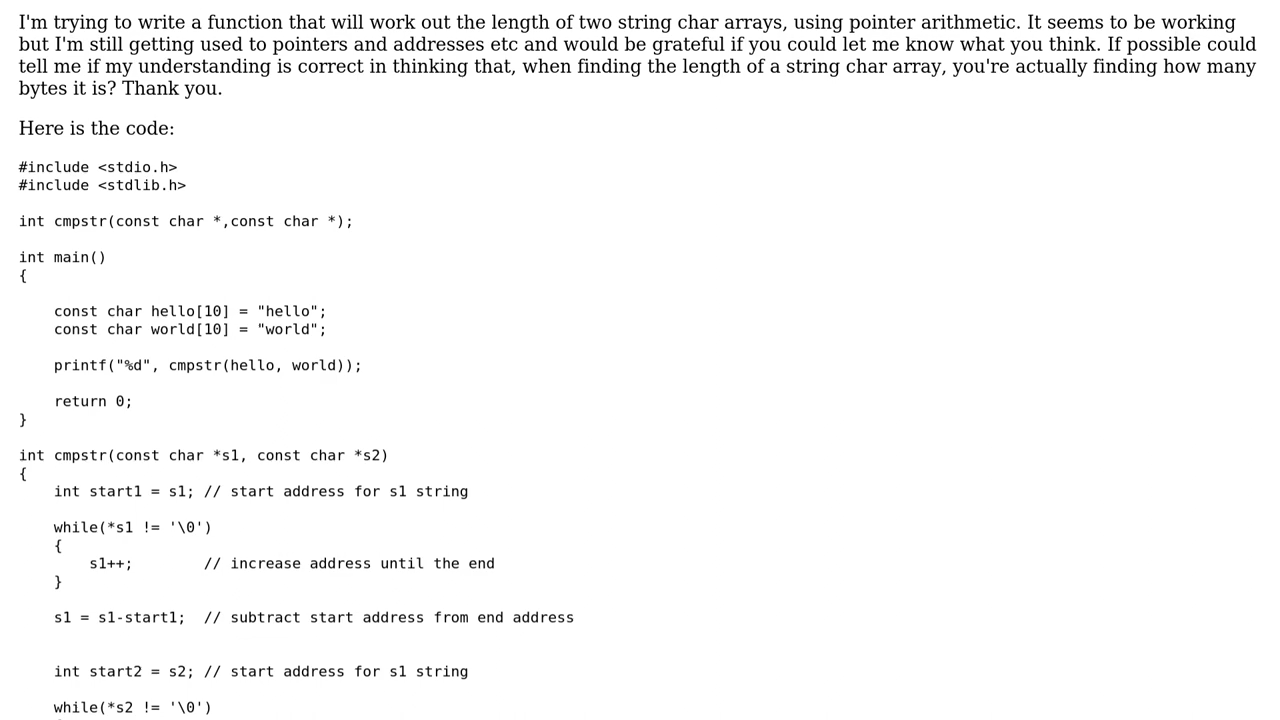 I'm trying to write a function that will work out the length of two string char arrays, using pointer arithmetic. It seems to be working
but I'm still getting used to pointers and addresses etc and would be grateful if you could let me know what you think. If possible could
tell me if my understanding is correct in thinking that, when finding the length of a string char array, you're actually finding how many
bytes it is? Thank you.
Here is the code:
#include <stdio.h>
#include <stdlib.h>
int cmpstr(const char *,const char *);
int main()
{
    const char hello[10] = "hello";
    const char world[10] = "world";
    printf("%d", cmpstr(hello, world));
    return 0;
}
int cmpstr(const char *s1, const char *s2)
{
    int start1 = s1; // start address for s1 string
    while(*s1 != '\0')
    {
        s1++;        // increase address until the end
    }
    s1 = s1-start1;  // subtract start address from end address
    int start2 = s2; // start address for s1 string
    while(*s2 != '\0')